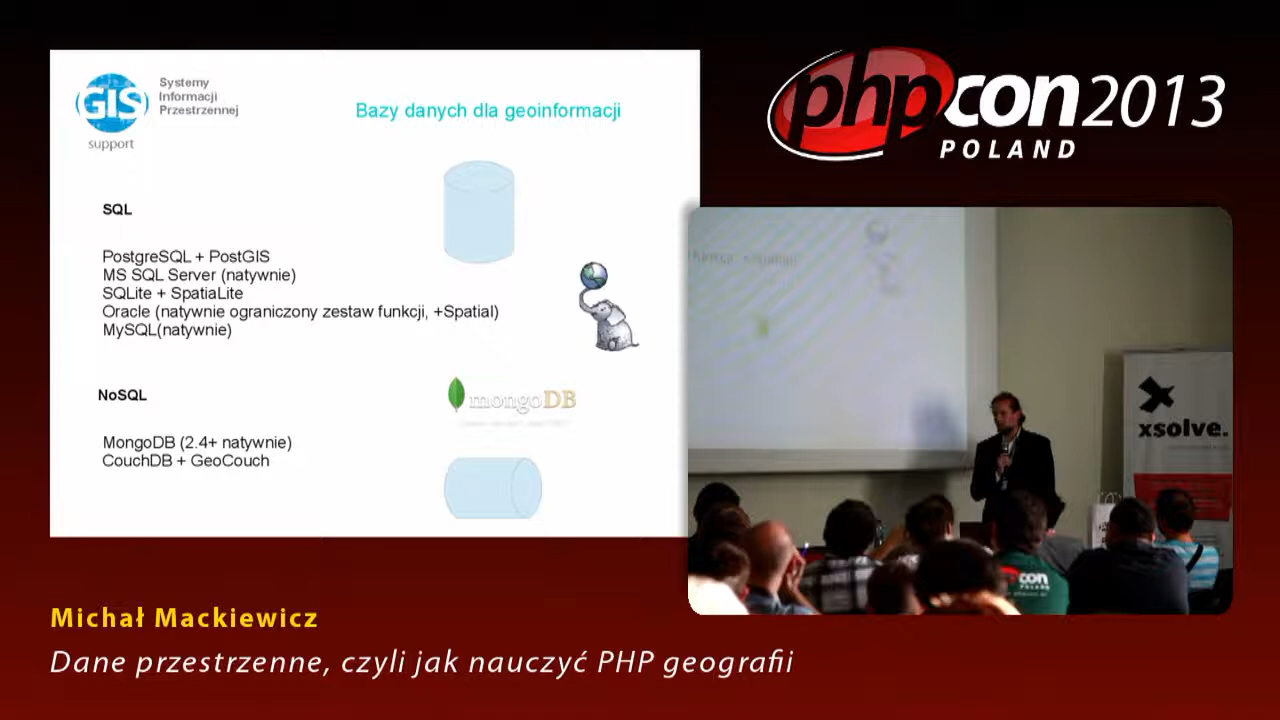 GIS
Systemy
Informacji
Przestrzennej
support
Bazy danych dla geoinformacji
SQL
PostgreSQL + PostGIS
MS SQL Server (natywnie)
SQLite + SpatiaLite
Oracle (natywnie ograniczony zestaw funkcji, +Spatial)
MySQL(natywnie)
NoSQL
mongoDB
MongoDB (2.4+ natywnie)
CouchDB + GeoCouch
phpcon2013
POLAND
xsolve.
con
Michał Mackiewicz
Dane przestrzenne, czyli jak nauczyć PHP geografii